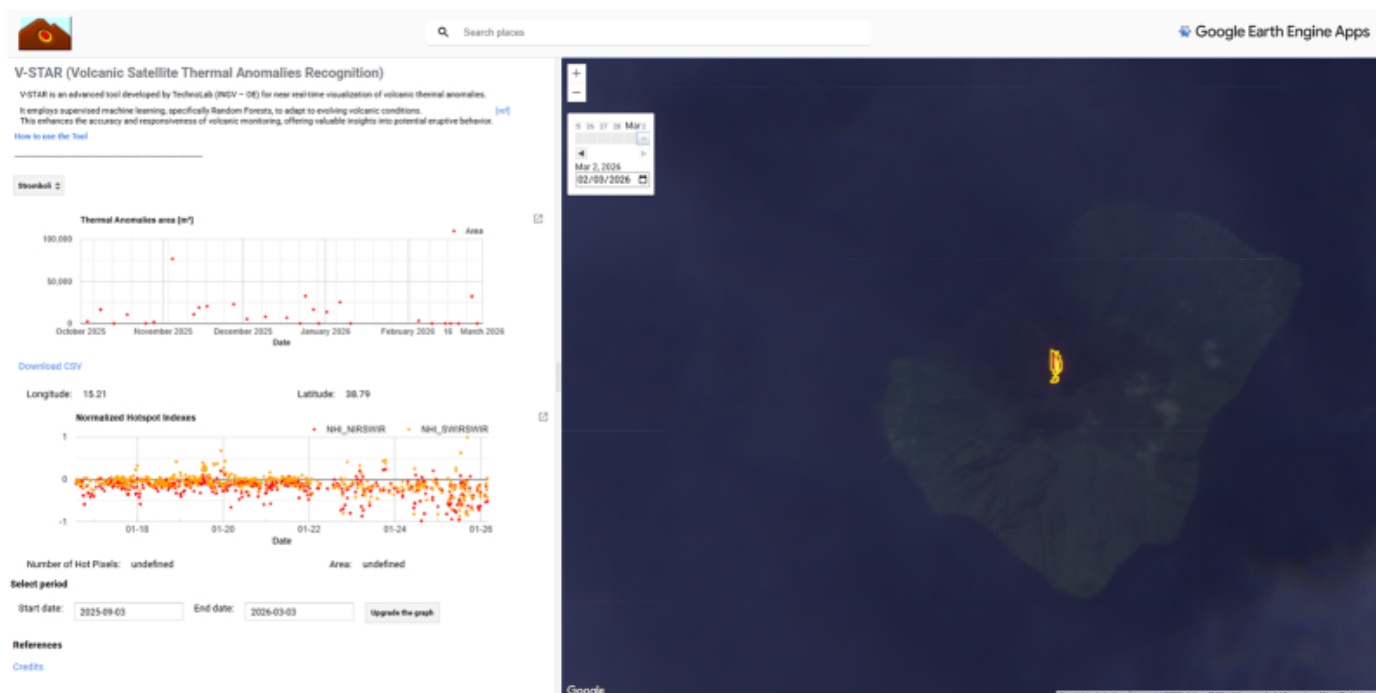 Search places
Google Earth Engine Apps
V-STAR (Volcanic Satellite Thermal Anomalies Recognition)
V-STAR is an advanced tool developed by TechnoLab (INGV – OE) for near real-time visualization of volcanic thermal anomalies.
It employs supervised machine learning, specifically Random Forests, to adapt to evolving volcanic conditions. [ref]
This enhances the accuracy and responsiveness of volcanic monitoring, offering valuable insights into potential eruptive behavior.
How to use the Tool
Stromboli
Thermal Anomalies area [m²]
Area
100,000
50,000
0
October 2025 November 2025 December 2025 January 2026 February 2026 16 March 2026
Date
Download CSV
Longitude: 15.21 Latitude: 38.79
Normalized Hotspot Indexes
NHI_NIRSWIR NHI_SWIRSWIR
1
0
-1
01-18 01-20 01-22 01-24 01-26
Date
Number of Hot Pixels: undefined Area: undefined
Select period
Start date: 2025-09-03 End date: 2026-03-03 Upgrade the graph
References
Credits
+
−
26 27 28 Mar 2
Mar 2, 2026
02/03/2026
Google